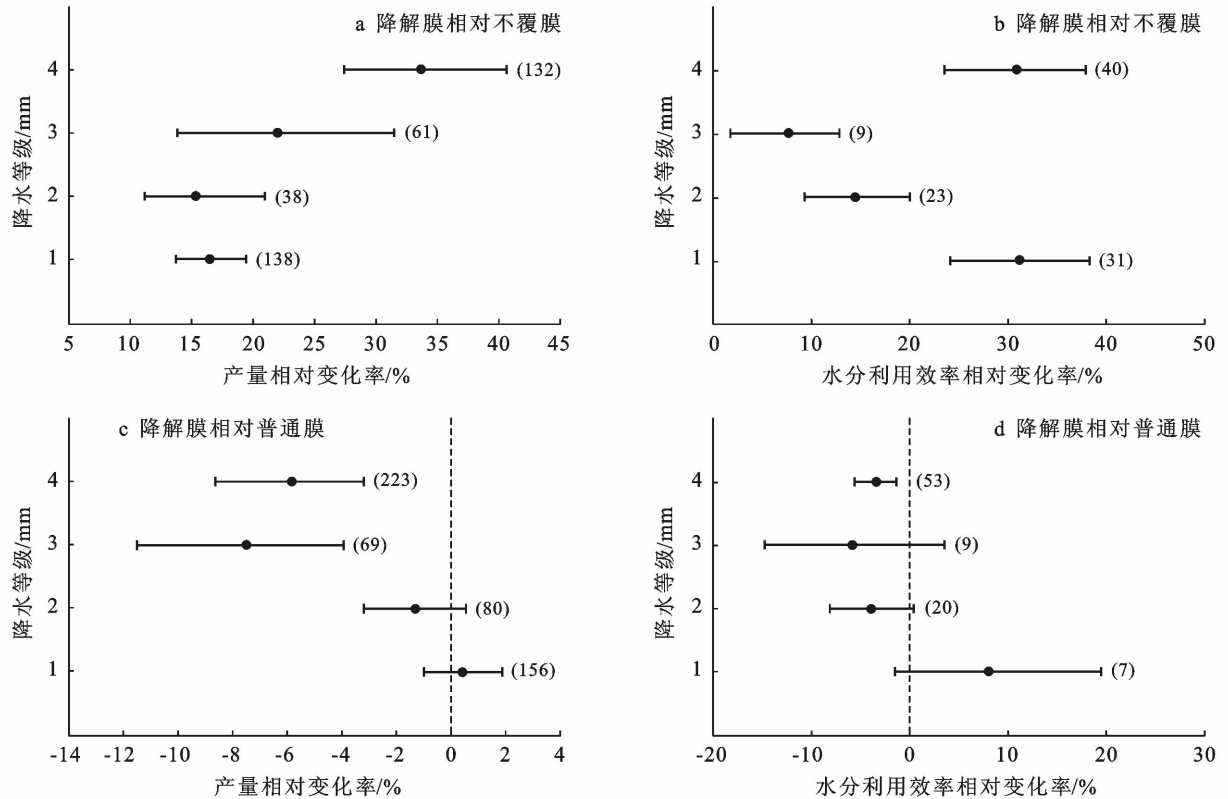 a 降解膜相对不覆膜
降水等级/mm
4
3
2
1
(132)
(61)
(38)
(138)
5 10 15 20 25 30 35 40 45
产量相对变化率/%
b 降解膜相对不覆膜
降水等级/mm
4
3
2
1
(40)
(9)
(23)
(31)
0 10 20 30 40 50
水分利用效率相对变化率/%
c 降解膜相对普通膜
降水等级/mm
4
3
2
1
(223)
(69)
(80)
(156)
-14 -12 -10 -8 -6 -4 -2 0 2 4
产量相对变化率/%
d 降解膜相对普通膜
降水等级/mm
4
3
2
1
(53)
(9)
(20)
(7)
-20 -10 0 10 20 30
水分利用效率相对变化率/%